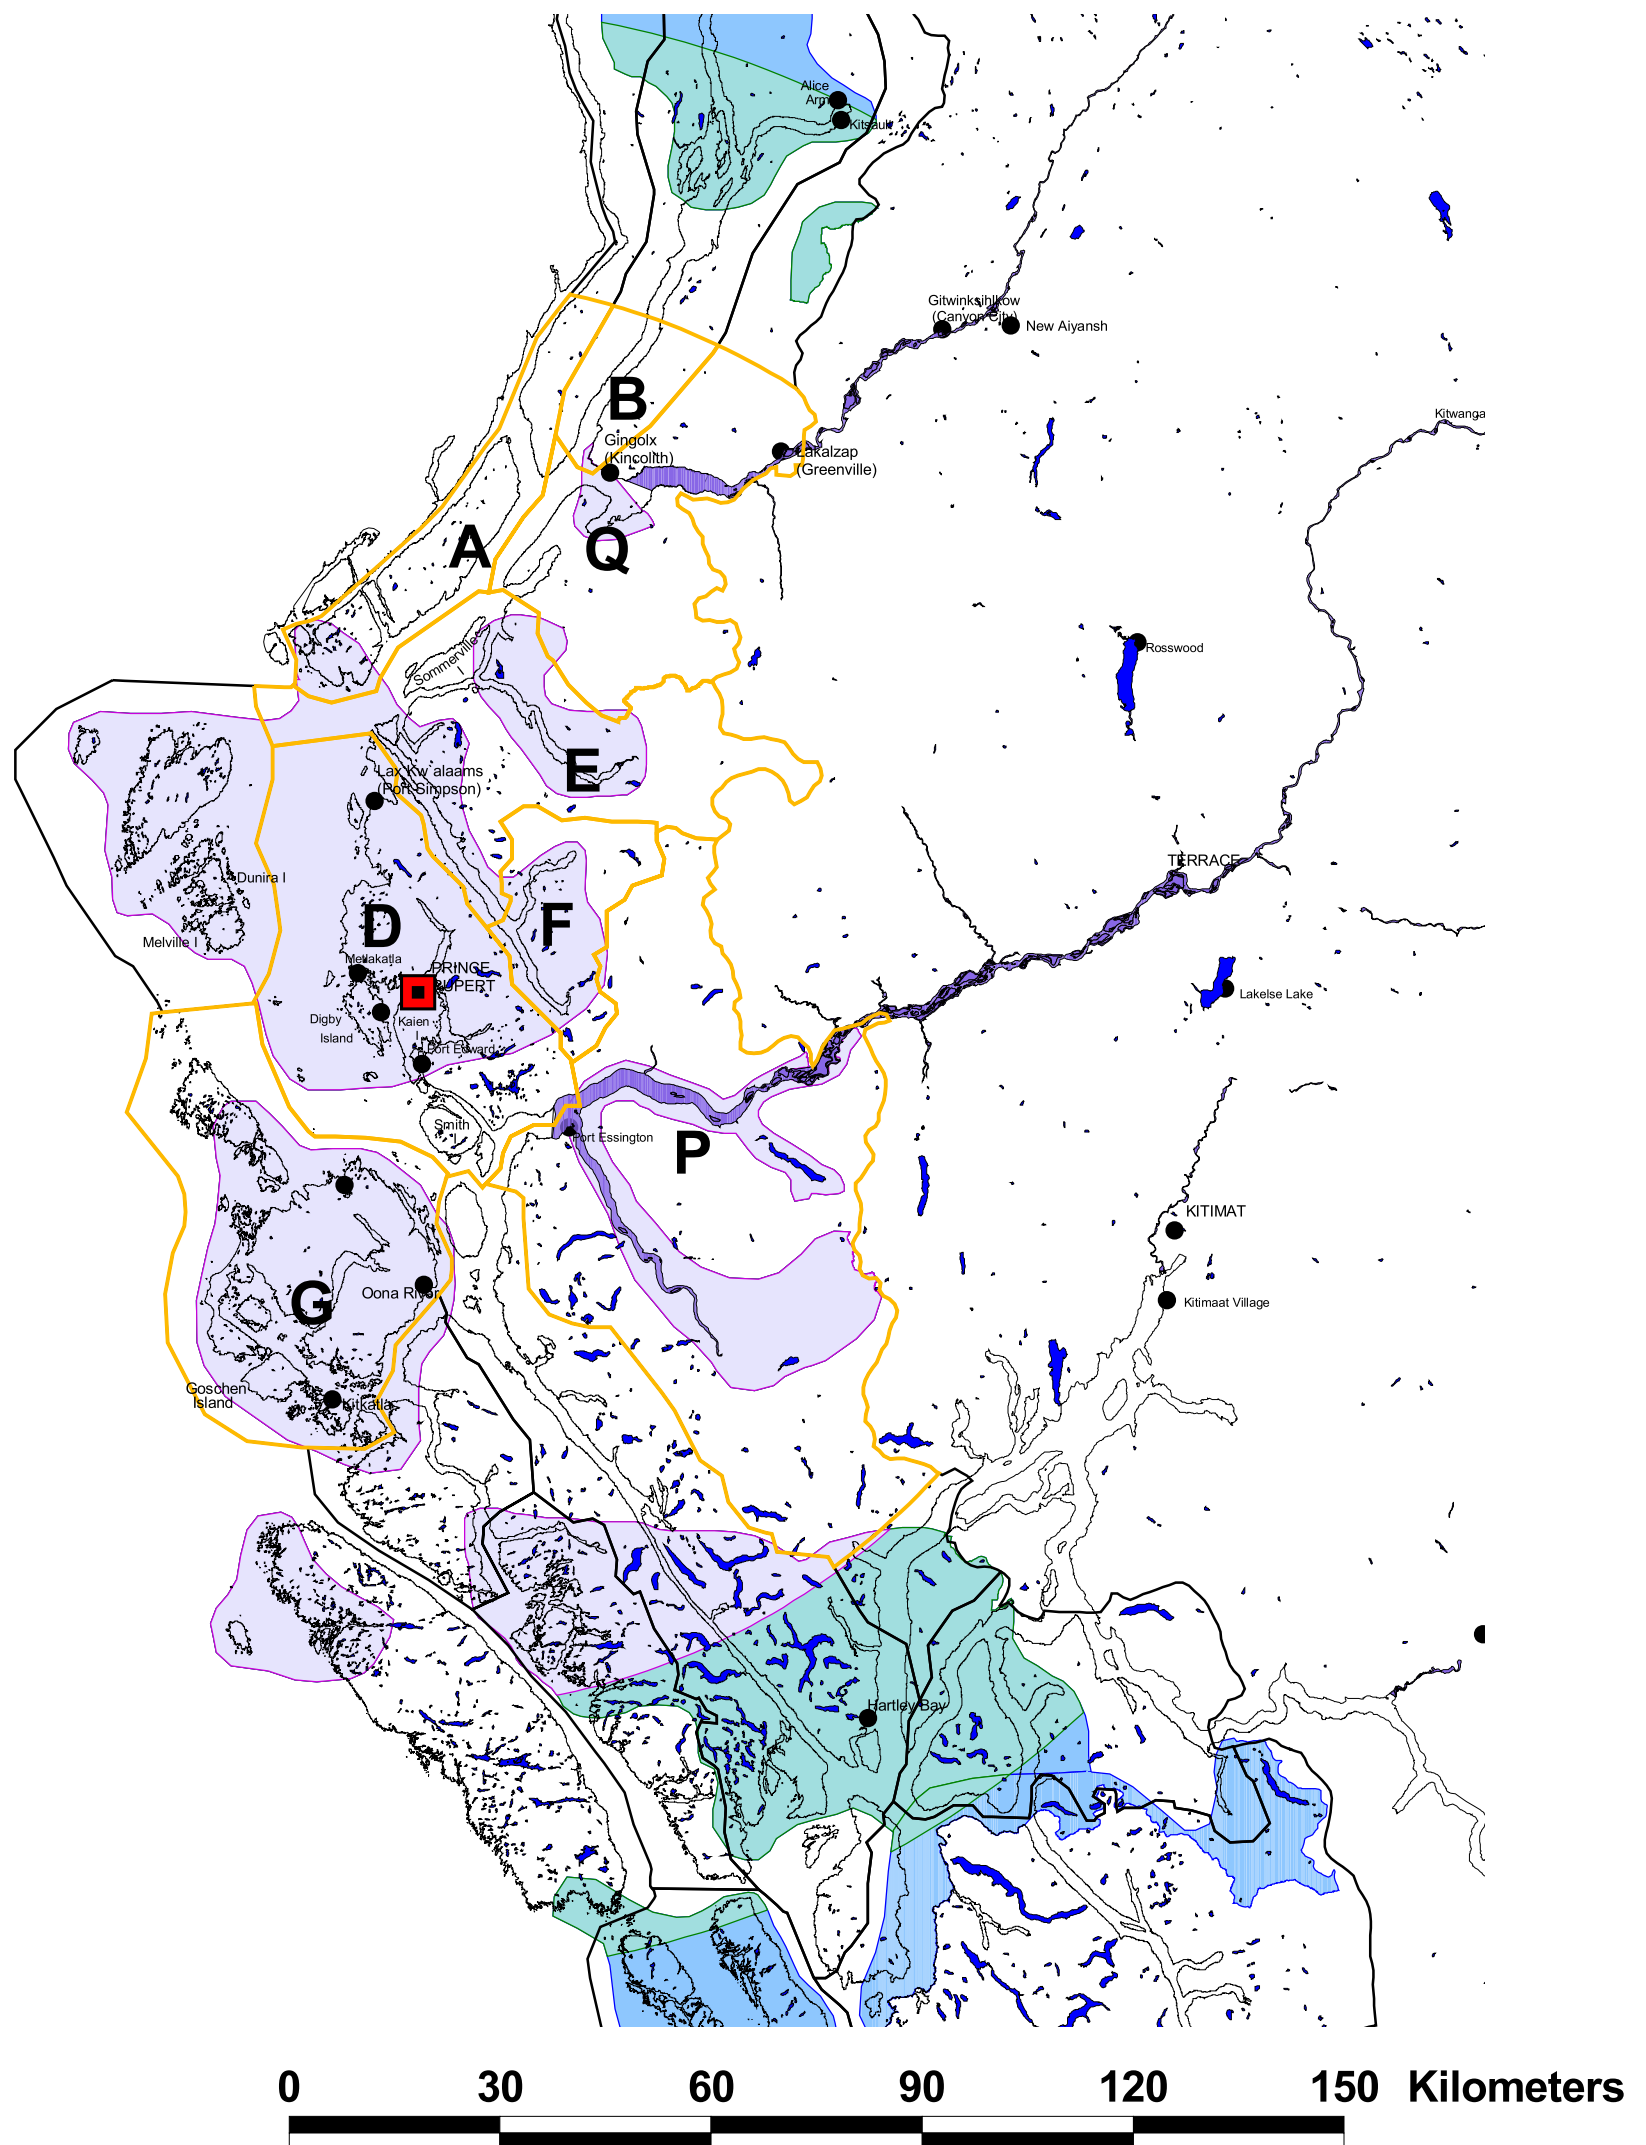 Alice
Arm
Kitsault
Gitwinksihlkow
(Canyon City)
New Aiyansh
B
Kitwanga
Gingolx
(Kincolith)
Lakalzap
(Greenville)
A
Q
Sommerville
I
Rosswood
E
Lax Kw'alaams
(Port Simpson)
TERRACE
Dunira I
D
F
Melville I
Metlakatla
PRINCE
RUPERT
Lakelse Lake
Digby
Island
Kaien
I
Port Edward
Smith
I
Port Essington
P
KITIMAT
Oona River
G
Kitimaat Village
Goschen
Island
Kitkatla
Hartley Bay
0 30 60 90 120 150 Kilometers